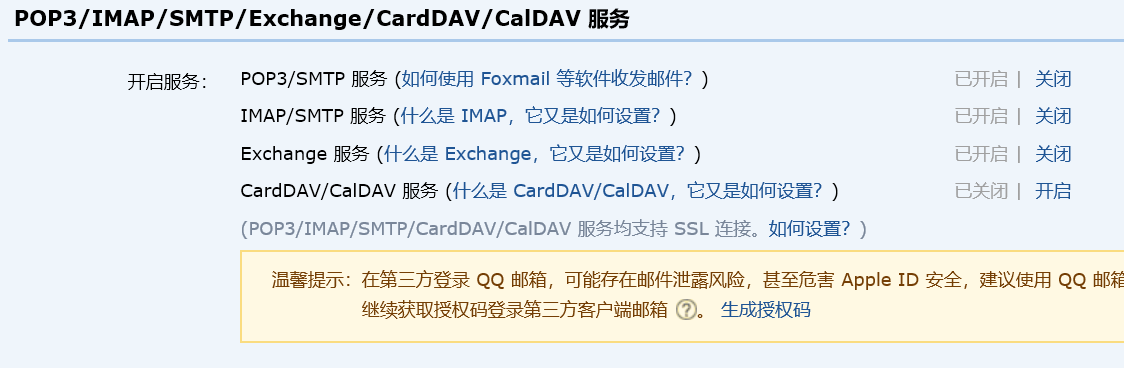 POP3/IMAP/SMTP/Exchange/CardDAV/CalDAV 服务
开启服务： POP3/SMTP 服务 (如何使用 Foxmail 等软件收发邮件？) 已开启 | 关闭
IMAP/SMTP 服务 (什么是 IMAP，它又是如何设置？) 已开启 | 关闭
Exchange 服务 (什么是 Exchange，它又是如何设置？) 已开启 | 关闭
CardDAV/CalDAV 服务 (什么是 CardDAV/CalDAV，它又是如何设置？) 已关闭 | 开启
(POP3/IMAP/SMTP/CardDAV/CalDAV 服务均支持 SSL 连接。如何设置？)
温馨提示：在第三方登录 QQ 邮箱，可能存在邮件泄露风险，甚至危害 Apple ID 安全，建议使用 QQ 邮箱
继续获取授权码登录第三方客户端邮箱 ? 。 生成授权码